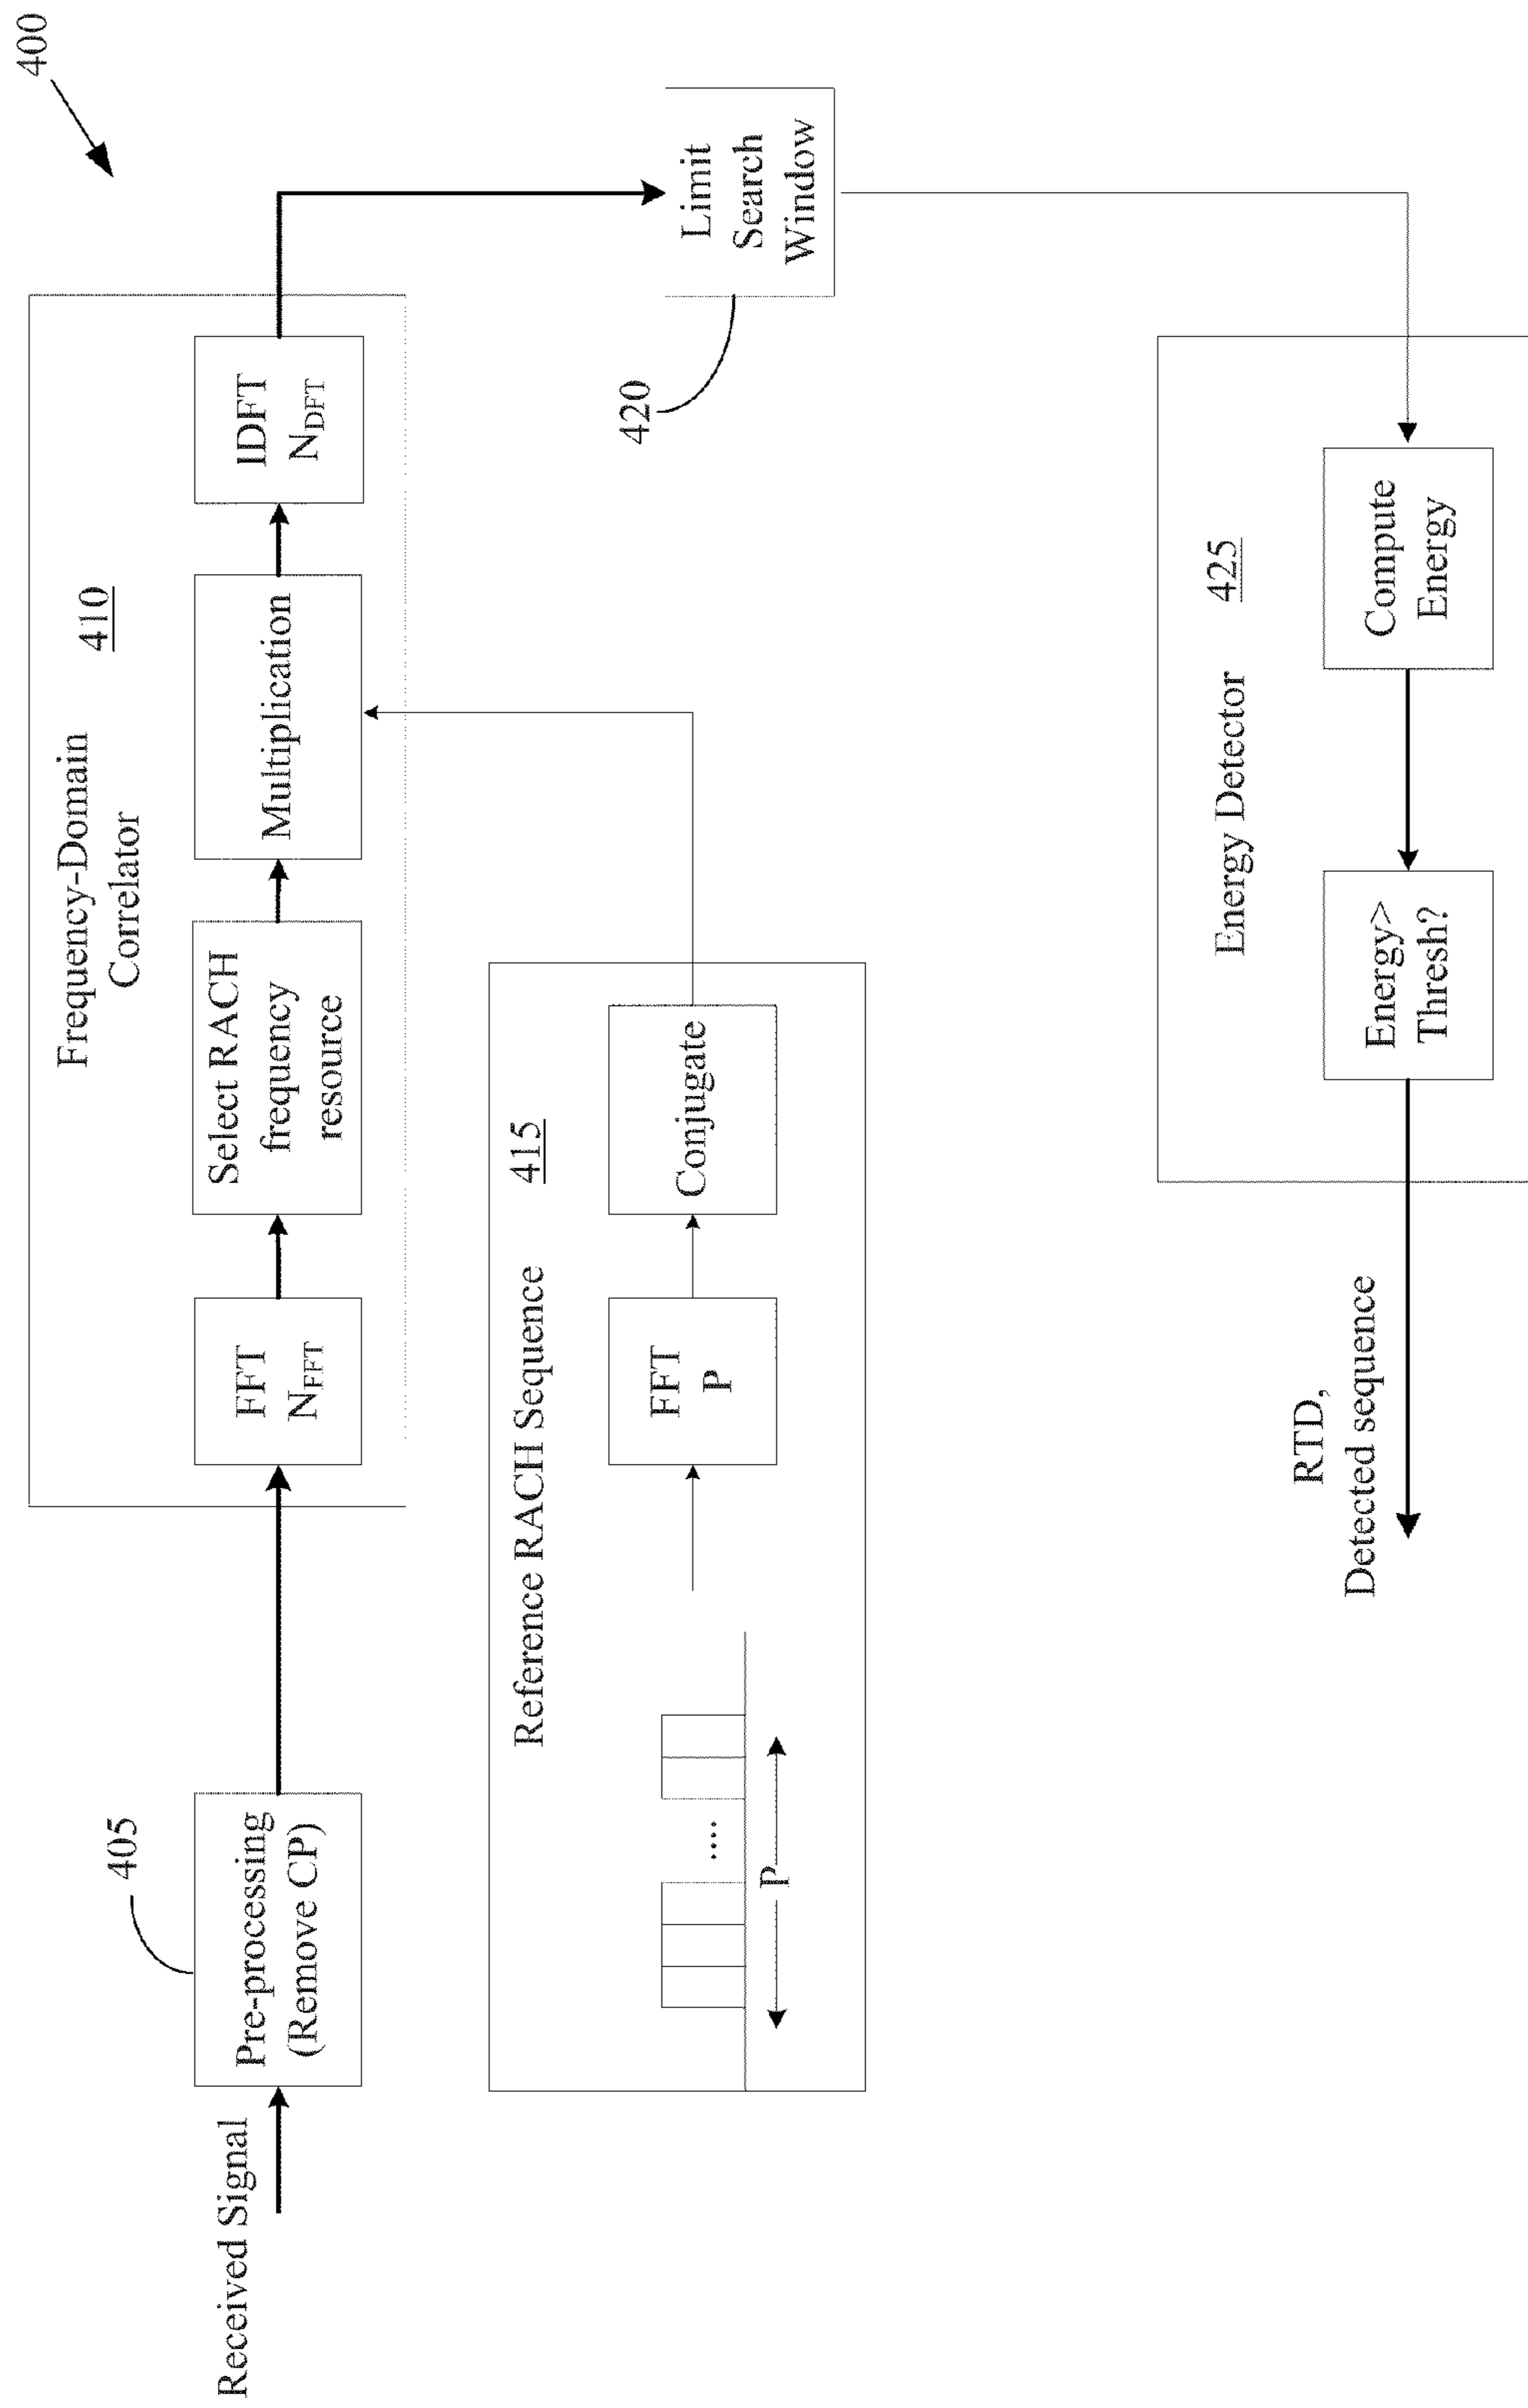 400
Frequency-Domain
Correlator
410
Received Signal
405
Pre-processing
(Remove CP)
FFT
NFFT
Select RACH
frequency
resource
Multiplication
IDFT
NDFT
Reference RACH Sequence
415
....
P
FFT
P
Conjugate
420
Limit
Search
Window
Energy Detector
425
Compute
Energy
Energy>
Thresh?
RTD,
Detected sequence